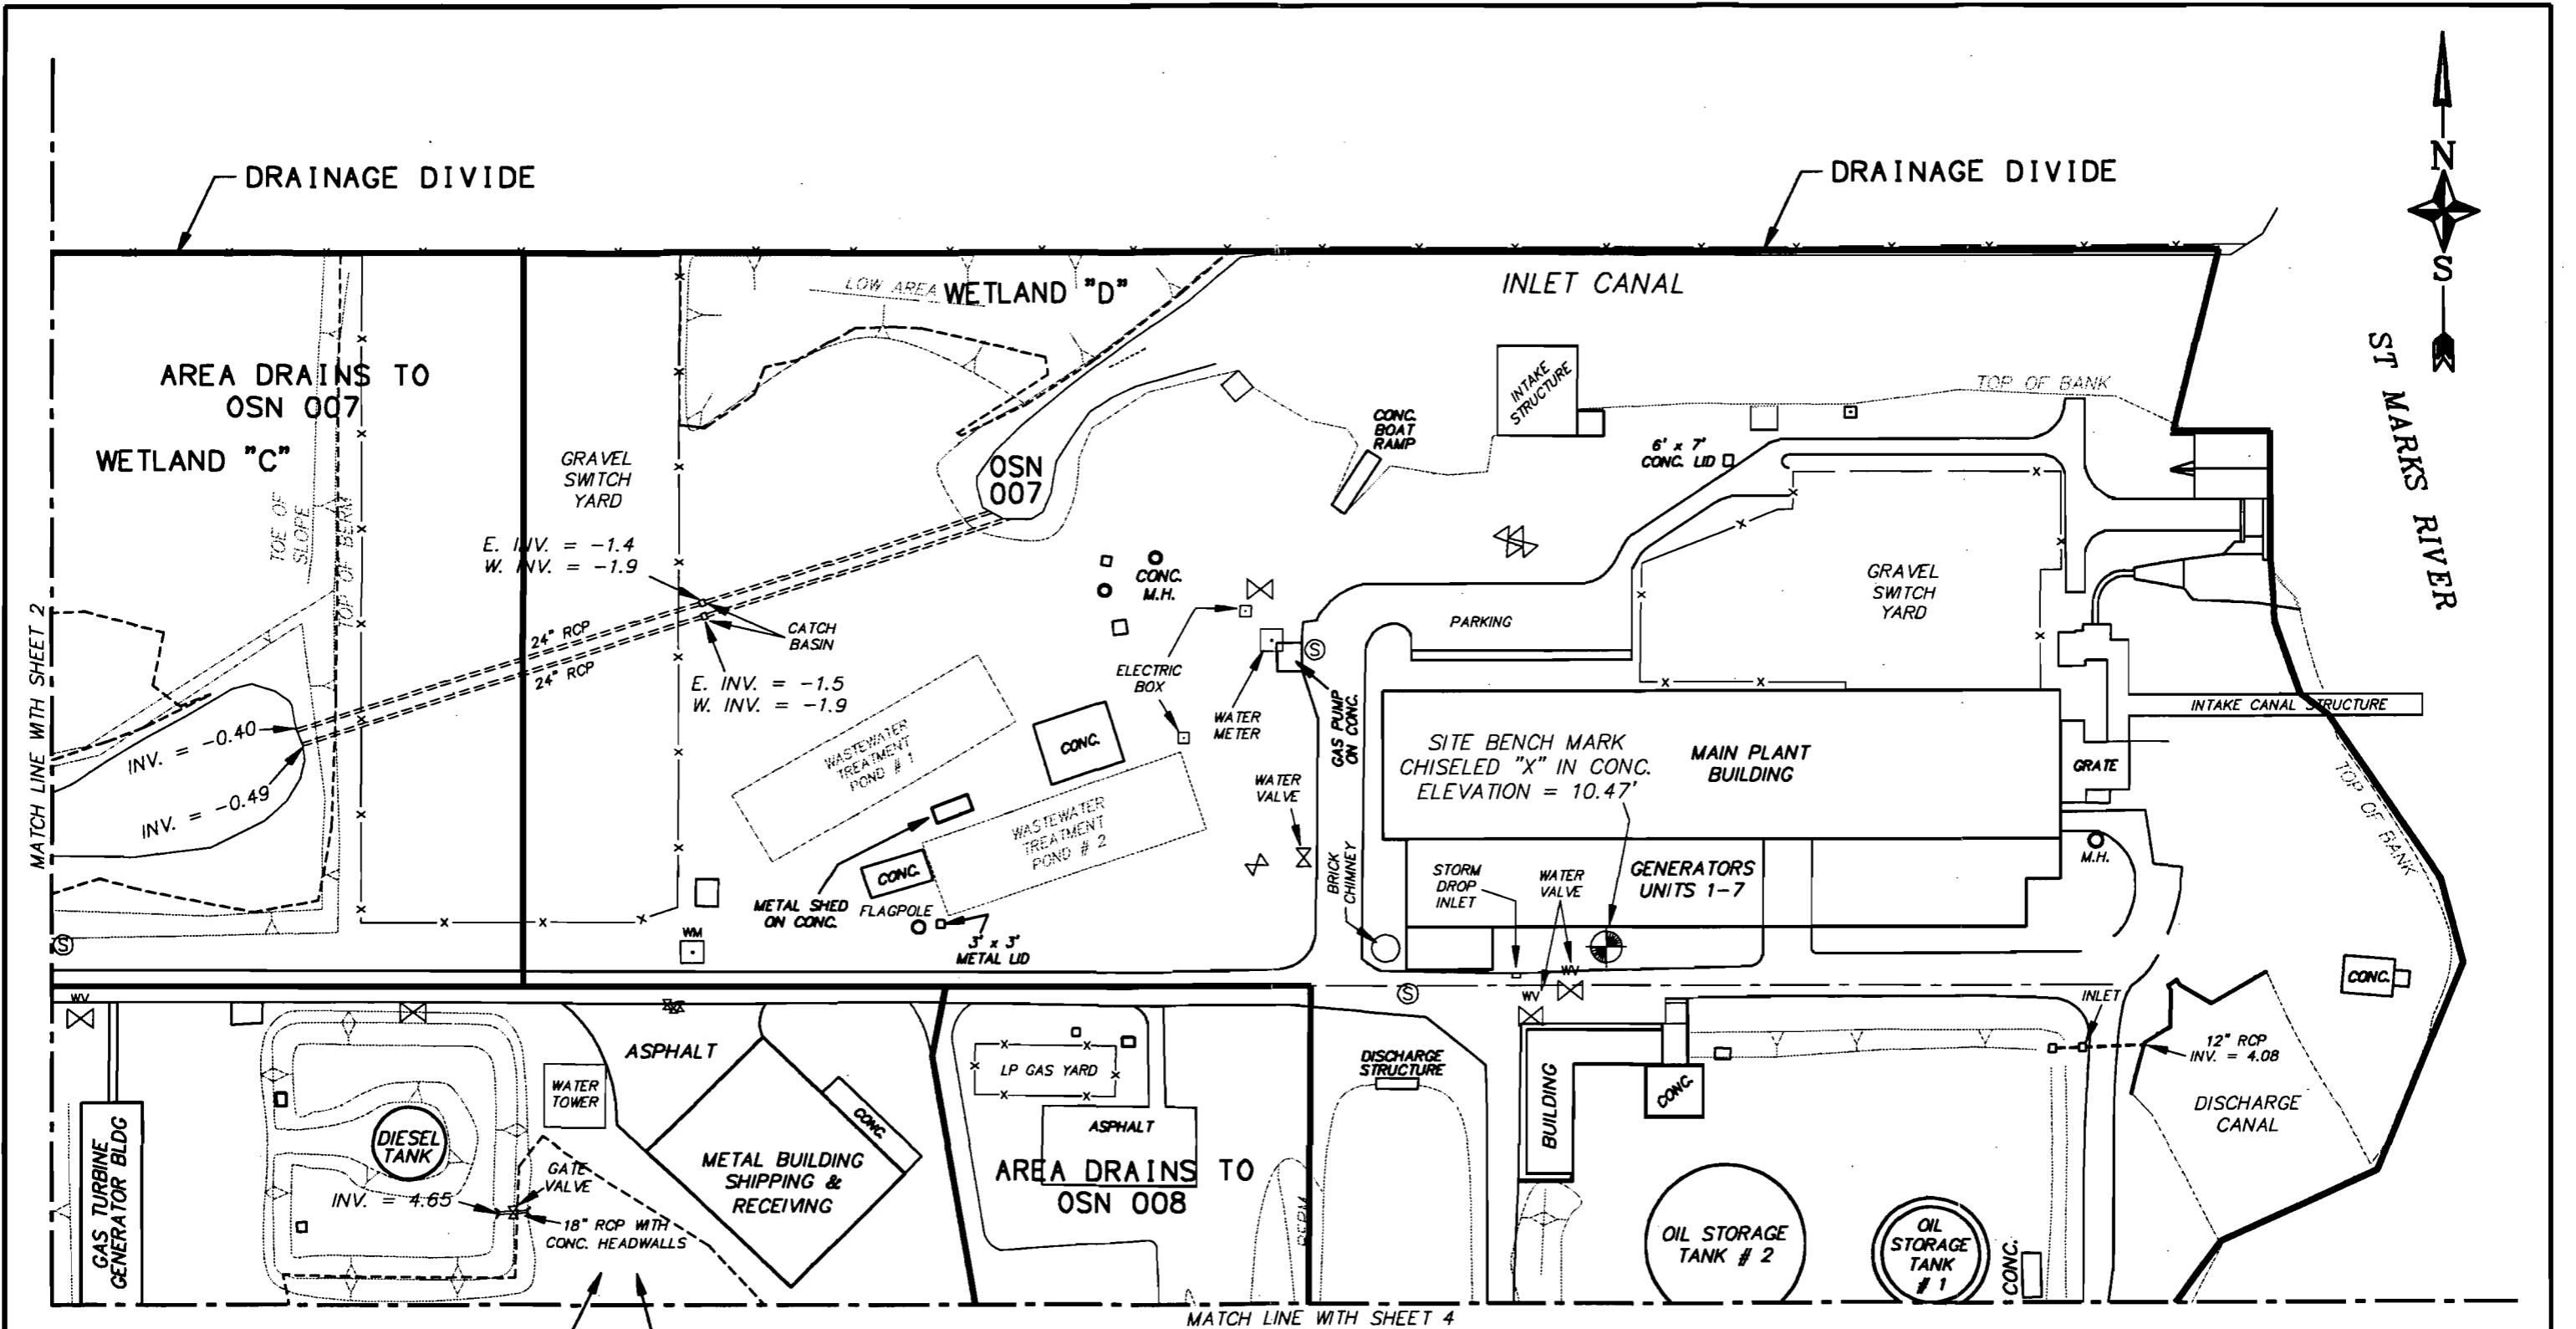 DRAINAGE DIVIDE
DRAINAGE DIVIDE
N
S
ST MARKS RIVER
LOW AREA
WETLAND "D"
INLET CANAL
AREA DRAINS TO
OSN 007
WETLAND "C"
TOE OF
SLOPE
TOP OF BERM
GRAVEL
SWITCH
YARD
OSN
007
CONC.
BOAT
RAMP
INTAKE
STRUCTURE
TOP OF BANK
6' x 7'
CONC. LID
E. INV. = -1.4
W. INV. = -1.9
CONC.
M.H.
GRAVEL
SWITCH
YARD
24" RCP
24" RCP
CATCH
BASIN
PARKING
S
E. INV. = -1.5
W. INV. = -1.9
ELECTRIC
BOX
WATER
METER
GAS PUMP
ON CONC.
INTAKE CANAL STRUCTURE
MATCH LINE WITH SHEET 2
INV. = -0.40
INV. = -0.49
WASTEWATER
TREATMENT
POND # 1
CONC.
SITE BENCH MARK
CHISELED "X" IN CONC.
ELEVATION = 10.47'
MAIN PLANT
BUILDING
GRATE
TOP OF BANK
WATER
VALVE
WASTEWATER
TREATMENT
POND # 2
CONC.
METAL SHED
ON CONC.
FLAGPOLE
3' x 3'
METAL LID
WM
S
BRICK
CHIMNEY
STORM
DROP
INLET
WATER
VALVE
GENERATORS
UNITS 1-7
M.H.
WV
WV
WV
S
CONC.
INLET
12" RCP
INV. = 4.08
DISCHARGE
CANAL
ASPHALT
WATER
TOWER
LP GAS YARD
ASPHALT
DISCHARGE
STRUCTURE
BUILDING
CONC.
GAS TURBINE
GENERATOR BLDG
DIESEL
TANK
INV. = 4.65
GATE
VALVE
18" RCP WITH
CONC. HEADWALLS
CONC.
METAL BUILDING
SHIPPING &
RECEIVING
AREA DRAINS TO
OSN 008
BERM
OIL STORAGE
TANK # 2
OIL
STORAGE
TANK
# 1
CONC.
MATCH LINE WITH SHEET 4